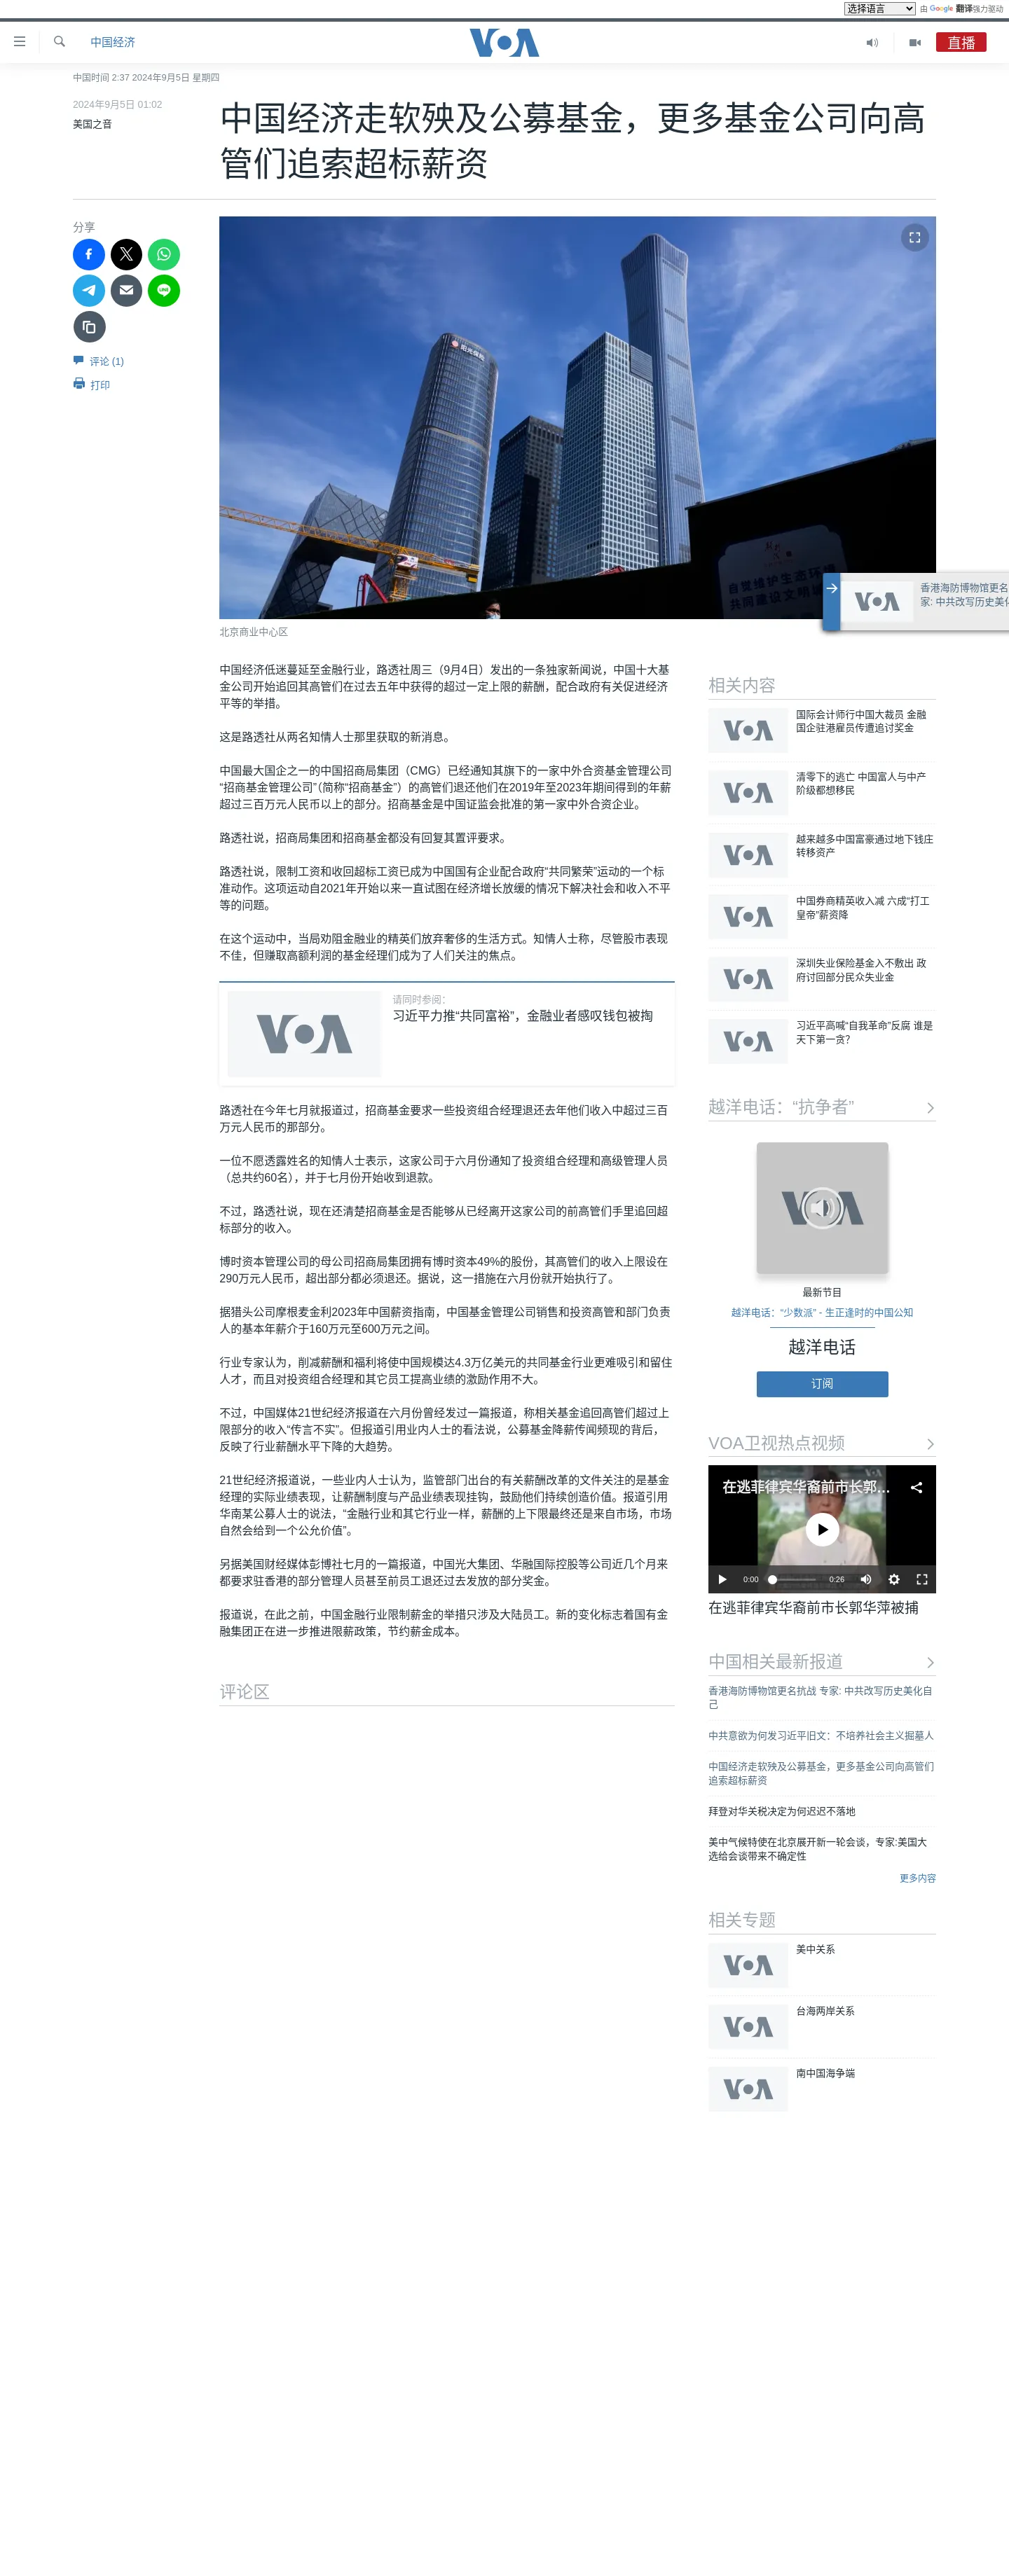 选择语言 由 Google 翻译强力驱动
中国经济
VOA
直播
中国时间 2:37 2024年9月5日 星期四
2024年9月5日 01:02
美国之音
中国经济走软殃及公募基金，更多基金公司向高
管们追索超标薪资
分享
LINE
评论 (1)
打印
阳光保险
自觉维护生态环境
共同建设文明
北京商业中心区
VOA
香港海防博物馆更名
家: 中共改写历史美化
中国经济低迷蔓延至金融行业，路透社周三（9月4日）发出的一条独家新闻说，中国十大基
金公司开始追回其高管们在过去五年中获得的超过一定上限的薪酬，配合政府有关促进经济
平等的举措。
这是路透社从两名知情人士那里获取的新消息。
中国最大国企之一的中国招商局集团（CMG）已经通知其旗下的一家中外合资基金管理公司
“招商基金管理公司”（简称“招商基金”）的高管们退还他们在2019年至2023年期间得到的年薪
超过三百万元人民币以上的部分。招商基金是中国证监会批准的第一家中外合资企业。
路透社说，招商局集团和招商基金都没有回复其置评要求。
路透社说，限制工资和收回超标工资已成为中国国有企业配合政府“共同繁荣”运动的一个标
准动作。这项运动自2021年开始以来一直试图在经济增长放缓的情况下解决社会和收入不平
等的问题。
在这个运动中，当局劝阻金融业的精英们放弃奢侈的生活方式。知情人士称，尽管股市表现
不佳，但赚取高额利润的基金经理们成为了人们关注的焦点。
VOA
请同时参阅：
习近平力推“共同富裕”，金融业者感叹钱包被掏
路透社在今年七月就报道过，招商基金要求一些投资组合经理退还去年他们收入中超过三百
万元人民币的那部分。
一位不愿透露姓名的知情人士表示，这家公司于六月份通知了投资组合经理和高级管理人员
（总共约60名），并于七月份开始收到退款。
不过，路透社说，现在还清楚招商基金是否能够从已经离开这家公司的前高管们手里追回超
标部分的收入。
博时资本管理公司的母公司招商局集团拥有博时资本49%的股份，其高管们的收入上限设在
290万元人民币，超出部分都必须退还。据说，这一措施在六月份就开始执行了。
据猎头公司摩根麦金利2023年中国薪资指南，中国基金管理公司销售和投资高管和部门负责
人的基本年薪介于160万元至600万元之间。
行业专家认为，削减薪酬和福利将使中国规模达4.3万亿美元的共同基金行业更难吸引和留住
人才，而且对投资组合经理和其它员工提高业绩的激励作用不大。
不过，中国媒体21世纪经济报道在六月份曾经发过一篇报道，称相关基金追回高管们超过上
限部分的收入“传言不实”。但报道引用业内人士的看法说，公募基金降薪传闻频现的背后，
反映了行业薪酬水平下降的大趋势。
21世纪经济报道说，一些业内人士认为，监管部门出台的有关薪酬改革的文件关注的是基金
经理的实际业绩表现，让薪酬制度与产品业绩表现挂钩，鼓励他们持续创造价值。报道引用
华南某公募人士的说法，“金融行业和其它行业一样，薪酬的上下限最终还是来自市场，市场
自然会给到一个公允价值”。
另据美国财经媒体彭博社七月的一篇报道，中国光大集团、华融国际控股等公司近几个月来
都要求驻香港的部分管理人员甚至前员工退还过去发放的部分奖金。
报道说，在此之前，中国金融行业限制薪金的举措只涉及大陆员工。新的变化标志着国有金
融集团正在进一步推进限薪政策，节约薪金成本。
评论区
相关内容
VOA
国际会计师行中国大裁员 金融
国企驻港雇员传遭追讨奖金
VOA
清零下的逃亡 中国富人与中产
阶级都想移民
VOA
越来越多中国富豪通过地下钱庄
转移资产
VOA
中国券商精英收入减 六成“打工
皇帝”薪资降
VOA
深圳失业保险基金入不敷出 政
府讨回部分民众失业金
VOA
习近平高喊“自我革命”反腐 谁是
天下第一贪？
越洋电话：“抗争者”
VOA
最新节目
越洋电话：“少数派” - 生正逢时的中国公知
越洋电话
订阅
VOA卫视热点视频
在逃菲律宾华裔前市长郭...
VOA
0:00 0:26
在逃菲律宾华裔前市长郭华萍被捕
中国相关最新报道
香港海防博物馆更名抗战 专家: 中共改写历史美化自
己
中共意欲为何发习近平旧文：不培养社会主义掘墓人
中国经济走软殃及公募基金，更多基金公司向高管们
追索超标薪资
拜登对华关税决定为何迟迟不落地
美中气候特使在北京展开新一轮会谈，专家:美国大
选给会谈带来不确定性
更多内容
相关专题
VOA
美中关系
VOA
台海两岸关系
VOA
南中国海争端